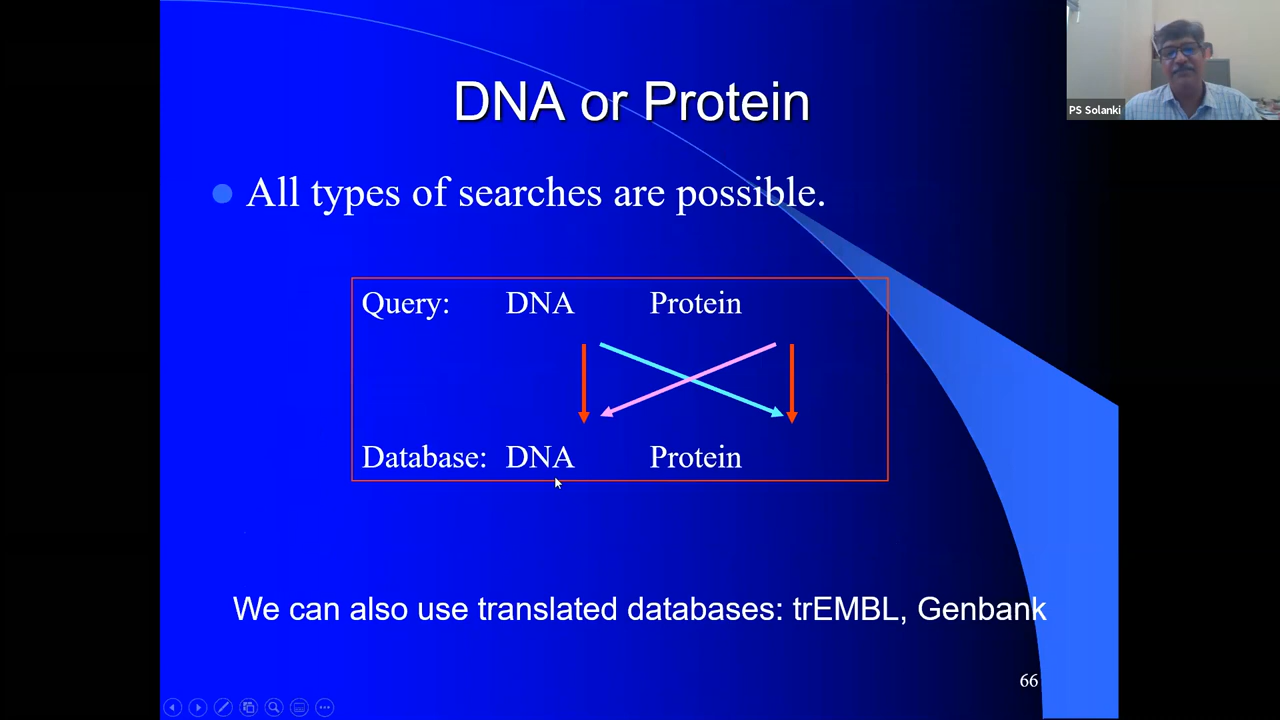 DNA or Protein
PS Solanki
All types of searches are possible.
Query: DNA Protein
Database: DNA Protein
We can also use translated databases: trEMBL, Genbank
66